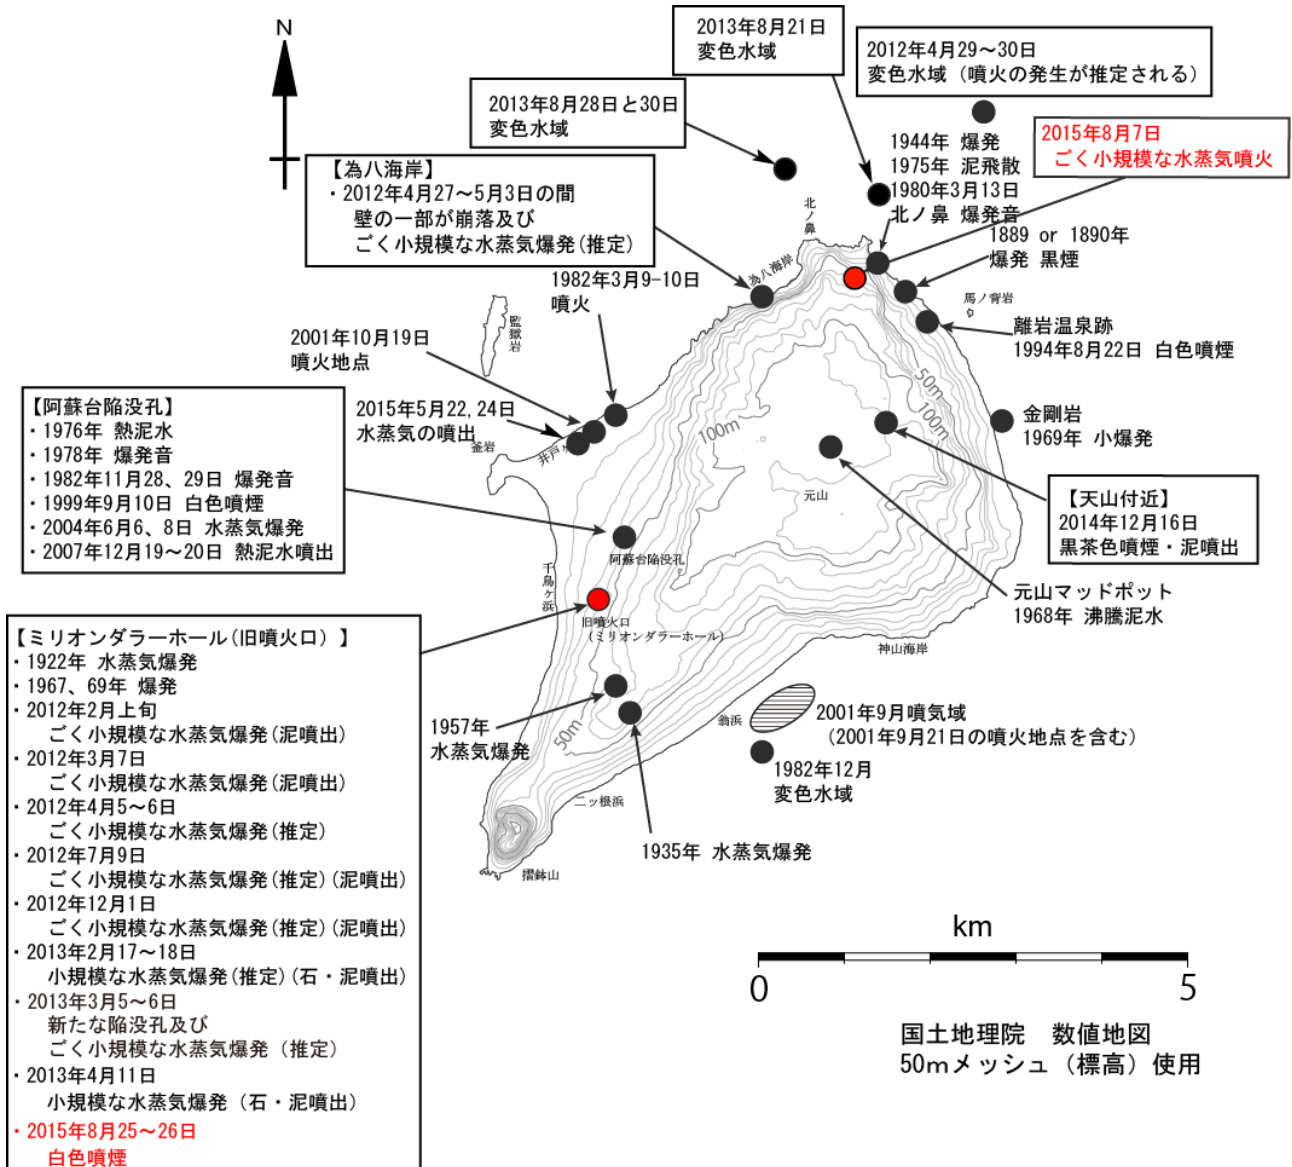 N
2013年8月21日
変色水域
2012年4月29～30日
変色水域（噴火の発生が推定される）
2013年8月28日と30日
変色水域
1944年 爆発
1975年 泥飛散
1980年3月13日
北ノ鼻 爆発音
2015年8月7日
ごく小規模な水蒸気噴火
【為八海岸】
・2012年4月27～5月3日の間
壁の一部が崩落及び
ごく小規模な水蒸気爆発(推定)
北ノ鼻
為八海岸
1889 or 1890年
爆発 黒煙
馬ノ背岩
離岩温泉跡
1994年8月22日 白色噴煙
1982年3月9-10日
噴火
監獄岩
2001年10月19日
噴火地点
2015年5月22,24日
水蒸気の噴出
釜岩
井戸ヶ
50m
100m
100m
金剛岩
1969年 小爆発
【阿蘇台陥没孔】
・1976年 熱泥水
・1978年 爆発音
・1982年11月28、29日 爆発音
・1999年9月10日 白色噴煙
・2004年6月6、8日 水蒸気爆発
・2007年12月19～20日 熱泥水噴出
元山
【天山付近】
2014年12月16日
黒茶色噴煙・泥噴出
阿蘇台陥没孔
千鳥ヶ浜
元山マッドポット
1968年 沸騰泥水
旧噴火口
(ミリオンダラーホール)
神山海岸
【ミリオンダラーホール(旧噴火口) 】
・1922年 水蒸気爆発
・1967、69年 爆発
・2012年2月上旬
ごく小規模な水蒸気爆発(泥噴出)
・2012年3月7日
ごく小規模な水蒸気爆発(泥噴出)
・2012年4月5～6日
ごく小規模な水蒸気爆発(推定)
・2012年7月9日
ごく小規模な水蒸気爆発(推定)(泥噴出)
・2012年12月1日
ごく小規模な水蒸気爆発(推定)(泥噴出)
・2013年2月17～18日
小規模な水蒸気爆発(推定)(石・泥噴出)
・2013年3月5～6日
新たな陥没孔及び
ごく小規模な水蒸気爆発（推定）
・2013年4月11日
小規模な水蒸気爆発（石・泥噴出）
・2015年8月25～26日
白色噴煙
1957年
水蒸気爆発
50m
翁浜
2001年9月噴気域
（2001年9月21日の噴火地点を含む）
1982年12月
変色水域
二ッ根浜
1935年 水蒸気爆発
摺鉢山
km
0
5
国土地理院 数値地図
50mメッシュ（標高）使用